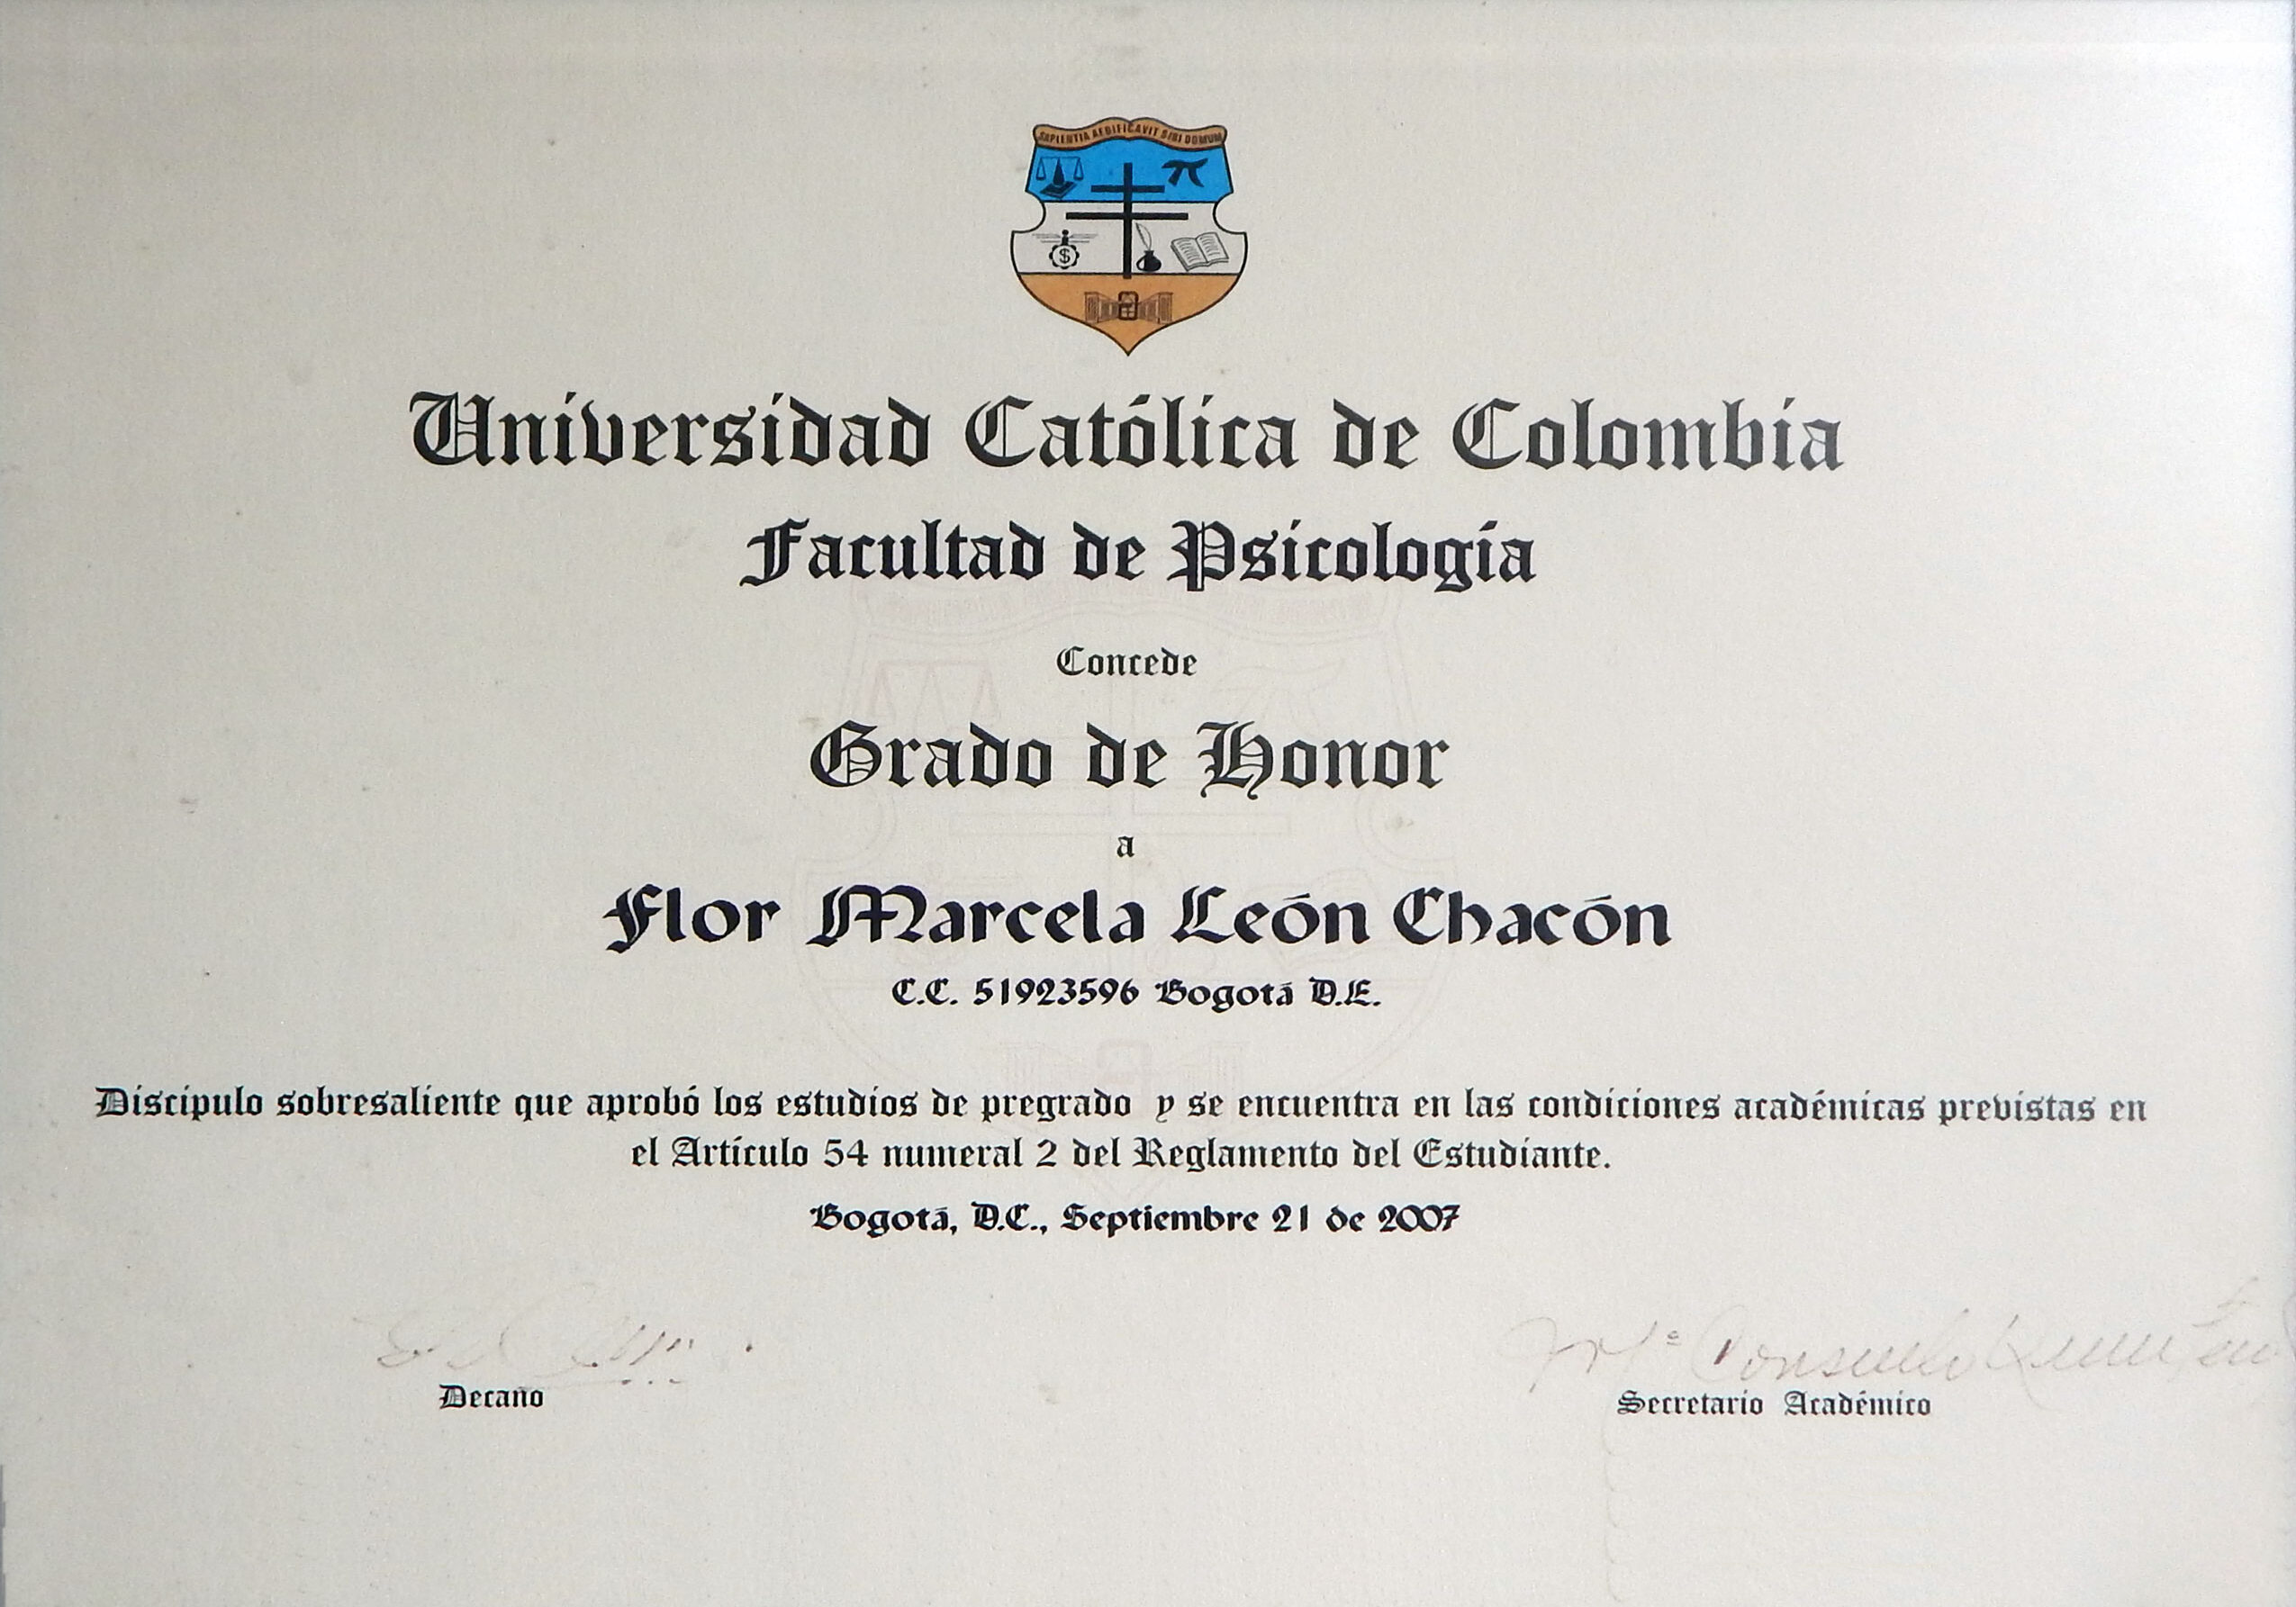 SAPIENTIA AEDIFICAVIT SIBI DOMUM
$
Universidad Católica de Colombia
Facultad de Psicología
Concede
Grado de Honor
a
Flor Marcela León Chacón
C.C. 51923596 Bogotá D.E.
Discípulo sobresaliente que aprobó los estudios de pregrado y se encuentra en las condiciones académicas previstas en
el Artículo 54 numeral 2 del Reglamento del Estudiante.
Bogotá, D.C., Septiembre 21 de 2007
Mª Consuelo
Decano
Secretario Académico